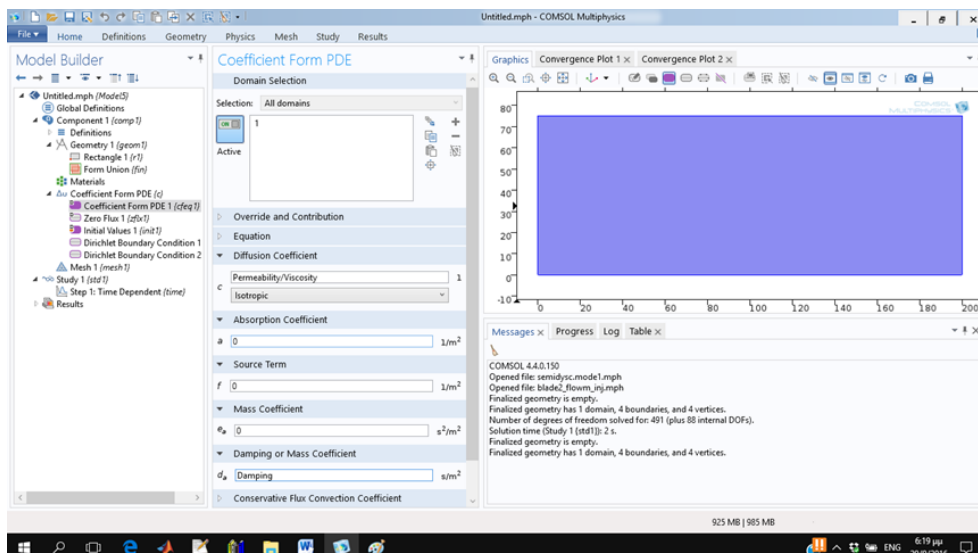 Untitled.mph - COMSOL Multiphysics
File Home Definitions Geometry Physics Mesh Study Results
Model Builder
Untitled.mph (Model5)
Global Definitions
Component 1 (comp1)
Definitions
Geometry 1 (geom1)
Rectangle 1 (r1)
Form Union (fin)
Materials
Δu Coefficient Form PDE (c)
Coefficient Form PDE 1 (cfeq1)
Zero Flux 1 (zflx1)
Initial Values 1 (init1)
Dirichlet Boundary Condition 1
Dirichlet Boundary Condition 2
Mesh 1 (mesh1)
Study 1 (std1)
Step 1: Time Dependent (time)
Results
Coefficient Form PDE
Domain Selection
Selection: All domains
ON
Active
1
Override and Contribution
Equation
Diffusion Coefficient
c Permeability/Viscosity 1
Isotropic
Absorption Coefficient
a 0 1/m²
Source Term
f 0 1/m²
Mass Coefficient
eₐ 0 s²/m²
Damping or Mass Coefficient
dₐ Damping s/m²
Conservative Flux Convection Coefficient
Graphics Convergence Plot 1 Convergence Plot 2
COMSOL
MULTIPHYSICS
80
70
60
50
40
30
20
10
0
-10
0 20 40 60 80 100 120 140 160 180 200
Messages Progress Log Table
COMSOL 4.4.0.150
Opened file: semidysc.mode1.mph
Opened file: blade2_flowm_inj.mph
Finalized geometry is empty.
Finalized geometry has 1 domain, 4 boundaries, and 4 vertices.
Number of degrees of freedom solved for: 491 (plus 88 internal DOFs).
Solution time (Study 1 (std1)): 2 s.
Finalized geometry is empty.
Finalized geometry has 1 domain, 4 boundaries, and 4 vertices.
925 MB | 985 MB
ENG
6:19 μμ